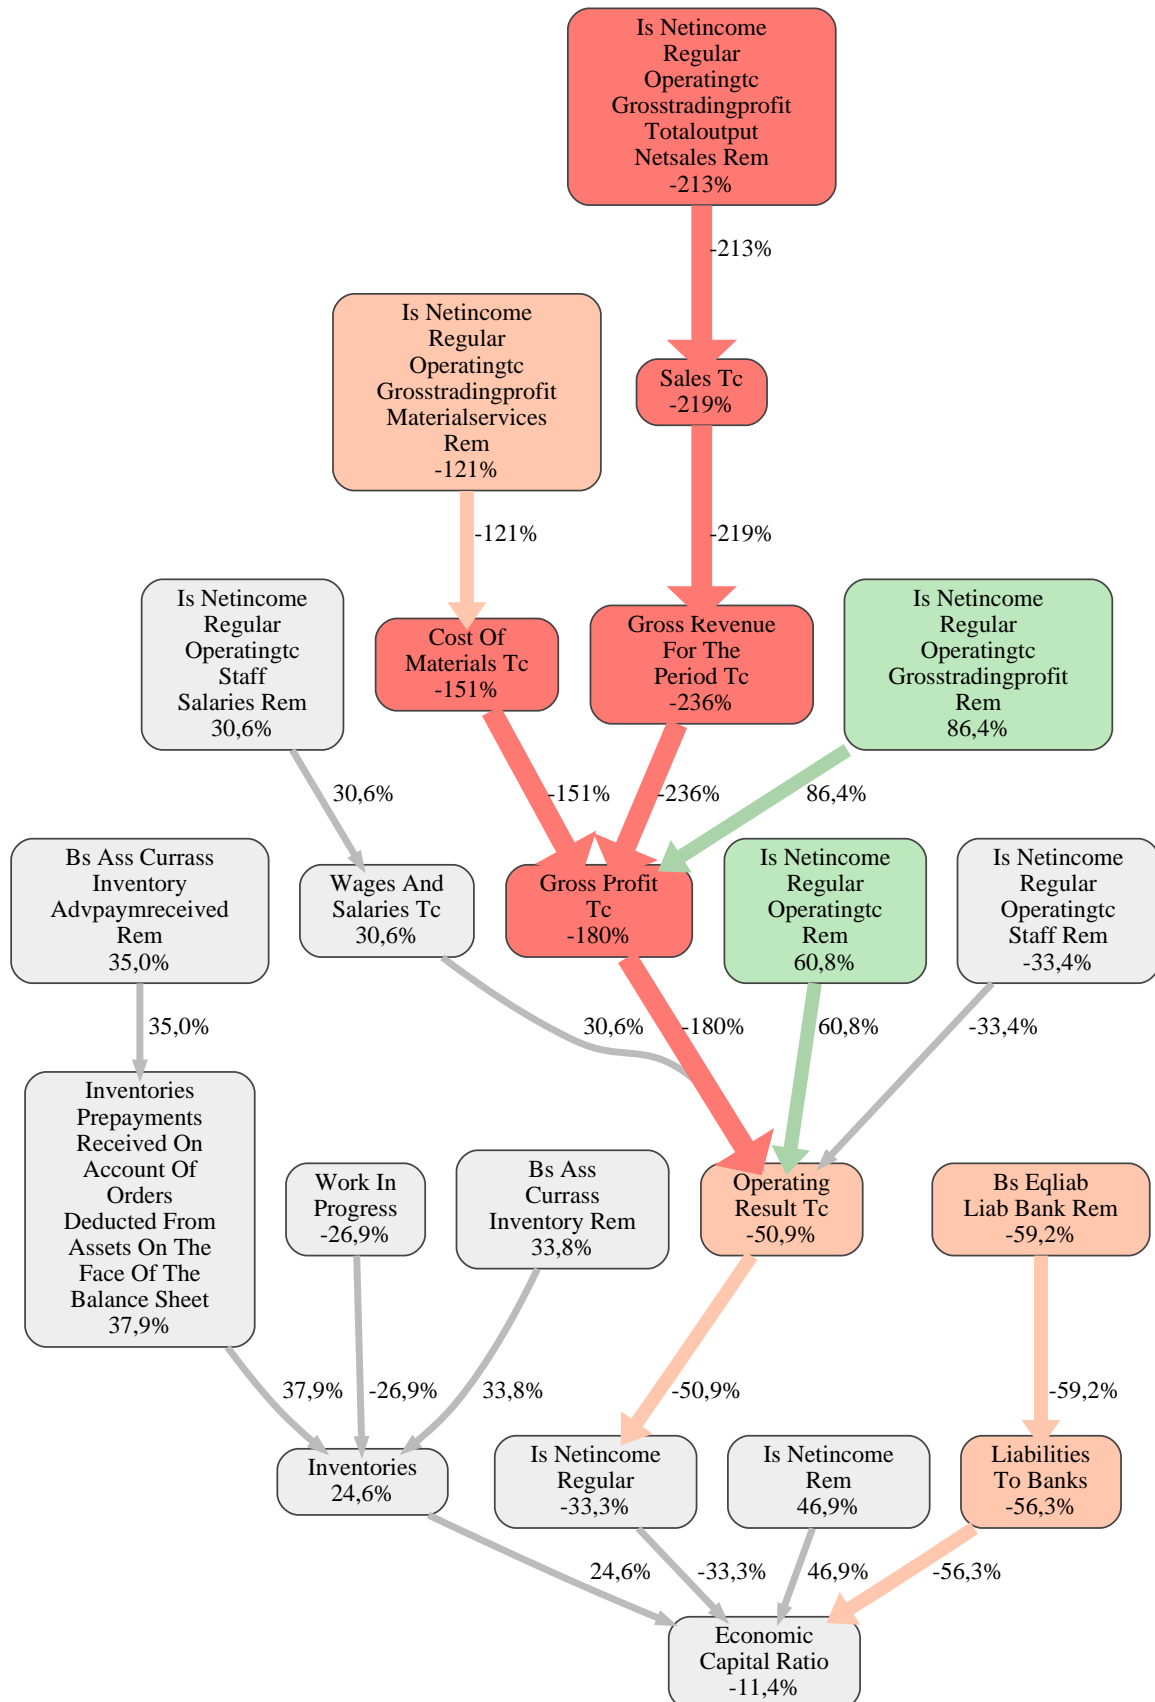 Is Netincome
Regular
Operatingtc
Grosstradingprofit
Totaloutput
Netsales Rem
-213%
-213%
Is Netincome
Regular
Operatingtc
Grosstradingprofit
Materialservices
Rem
-121%
Sales Tc
-219%
-121%
-219%
Is Netincome
Regular
Operatingtc
Staff
Salaries Rem
30,6%
Cost Of
Materials Tc
-151%
Gross Revenue
For The
Period Tc
-236%
Is Netincome
Regular
Operatingtc
Grosstradingprofit
Rem
86,4%
30,6%
-151%
-236%
86,4%
Bs Ass Currass
Inventory
Advpaymreceived
Rem
35,0%
Wages And
Salaries Tc
30,6%
Gross Profit
Tc
-180%
Is Netincome
Regular
Operatingtc
Rem
60,8%
Is Netincome
Regular
Operatingtc
Staff Rem
-33,4%
35,0%
30,6%
-180%
60,8%
-33,4%
Inventories
Prepayments
Received On
Account Of
Orders
Deducted From
Assets On The
Face Of The
Balance Sheet
37,9%
Work In
Progress
-26,9%
Bs Ass
Currass
Inventory Rem
33,8%
Operating
Result Tc
-50,9%
Bs Eqliab
Liab Bank Rem
-59,2%
37,9%
-26,9%
33,8%
-50,9%
-59,2%
Inventories
24,6%
Is Netincome
Regular
-33,3%
Is Netincome
Rem
46,9%
Liabilities
To Banks
-56,3%
24,6%
-33,3%
46,9%
-56,3%
Economic
Capital Ratio
-11,4%